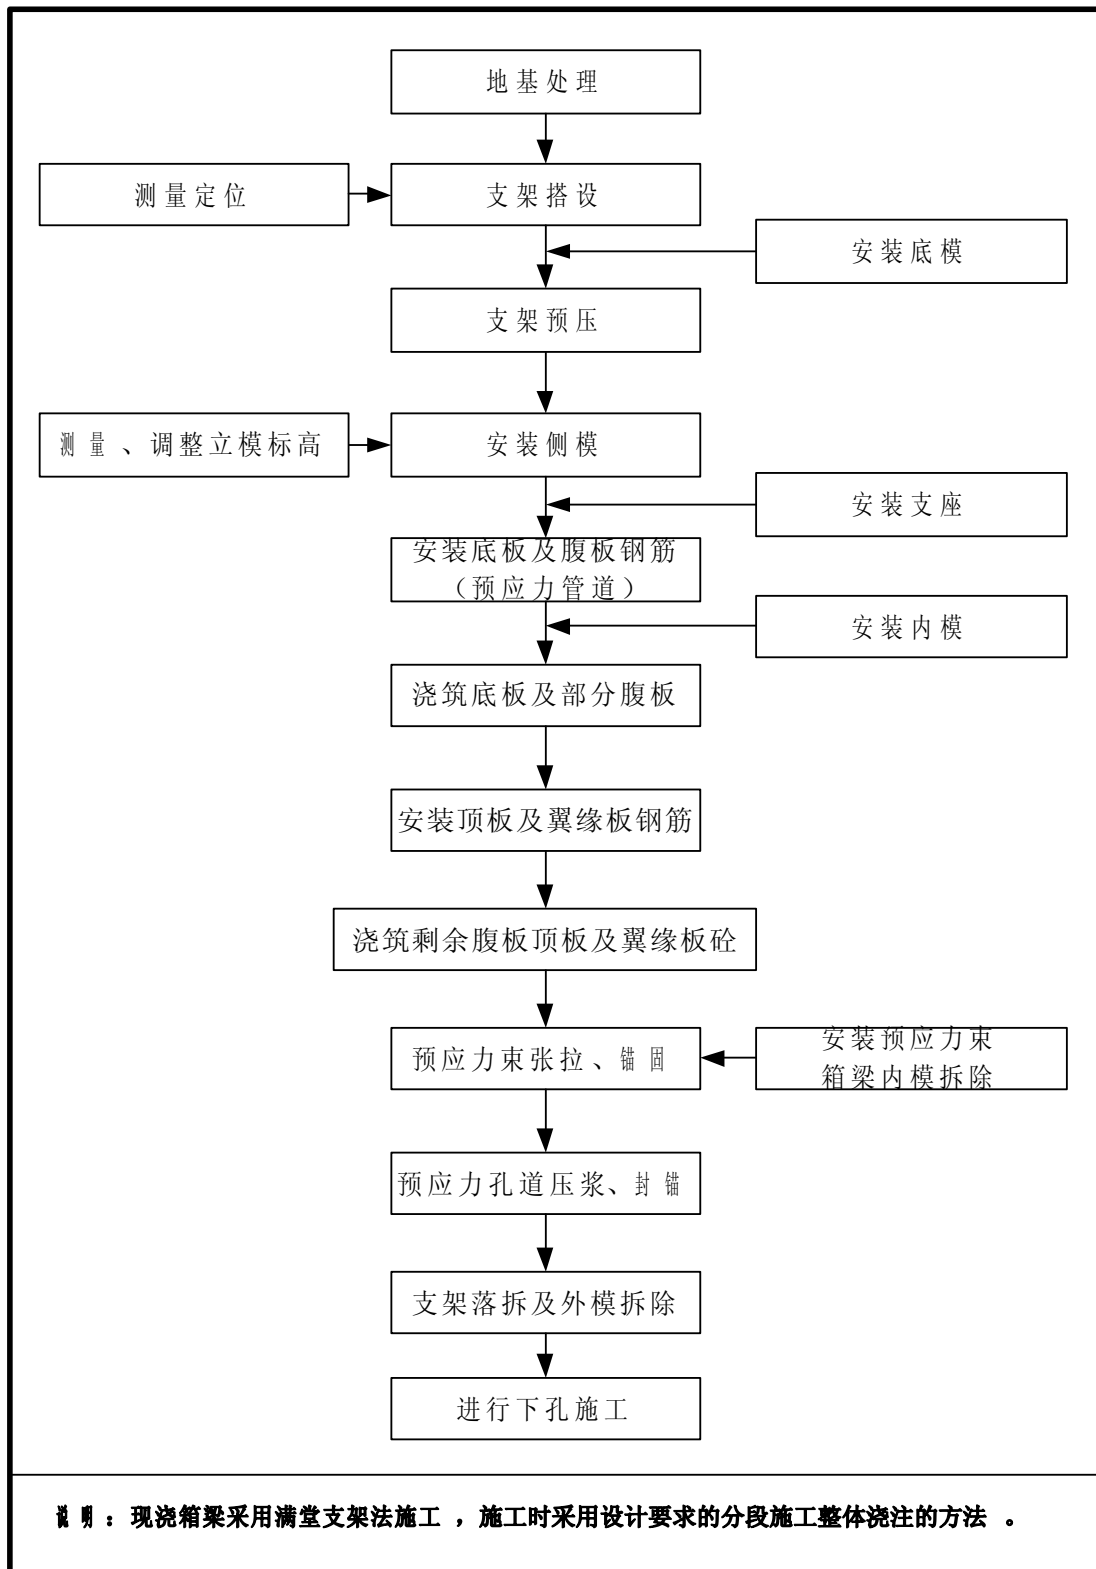 地基处理
测量定位
支架搭设
安装底模
支架预压
测量、调整立模标高
安装侧模
安装支座
安装底板及腹板钢筋
（预应力管道）
安装内模
浇筑底板及部分腹板
安装顶板及翼缘板钢筋
浇筑剩余腹板顶板及翼缘板砼
预应力束张拉、锚固
安装预应力束
箱梁内模拆除
预应力孔道压浆、封锚
支架落拆及外模拆除
进行下孔施工
说明：现浇箱梁采用满堂支架法施工，施工时采用设计要求的分段施工整体浇注的方法。